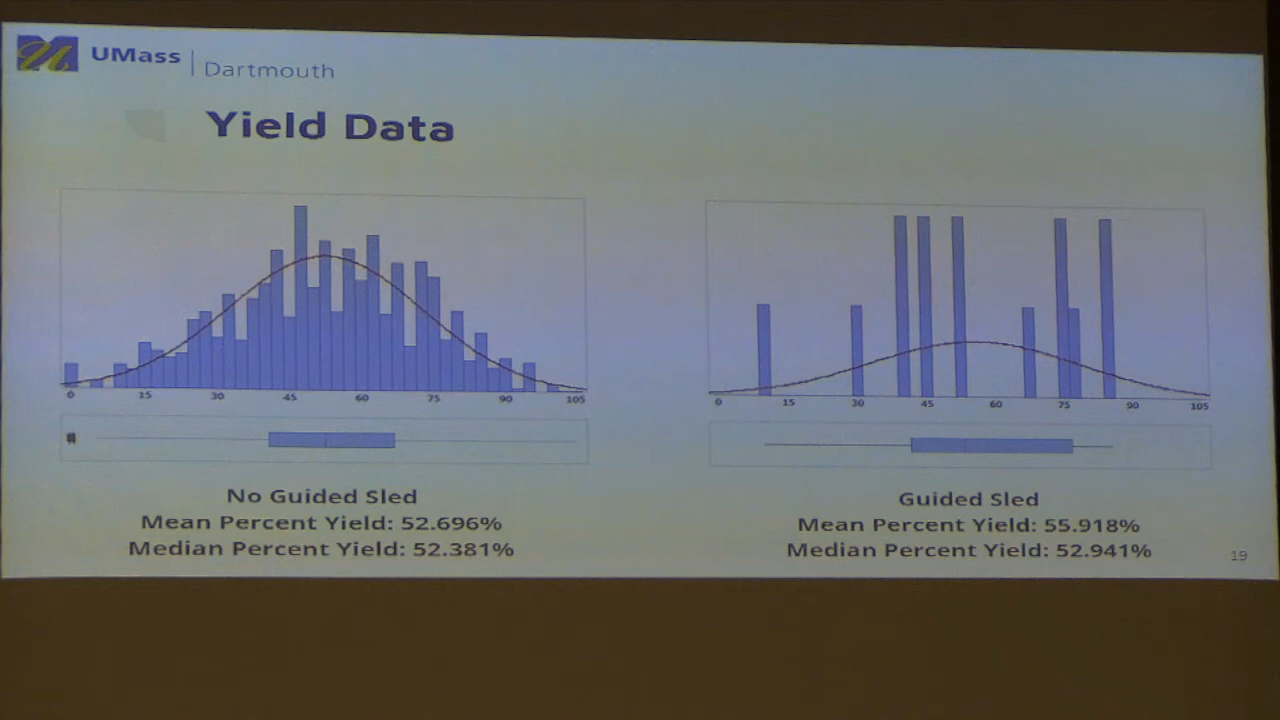 UMass | Dartmouth
Yield Data
0 15 30 45 60 75 90 105
0 15 30 45 60 75 90 105
No Guided Sled
Mean Percent Yield: 52.696%
Median Percent Yield: 52.381%
Guided Sled
Mean Percent Yield: 55.918%
Median Percent Yield: 52.941%
19